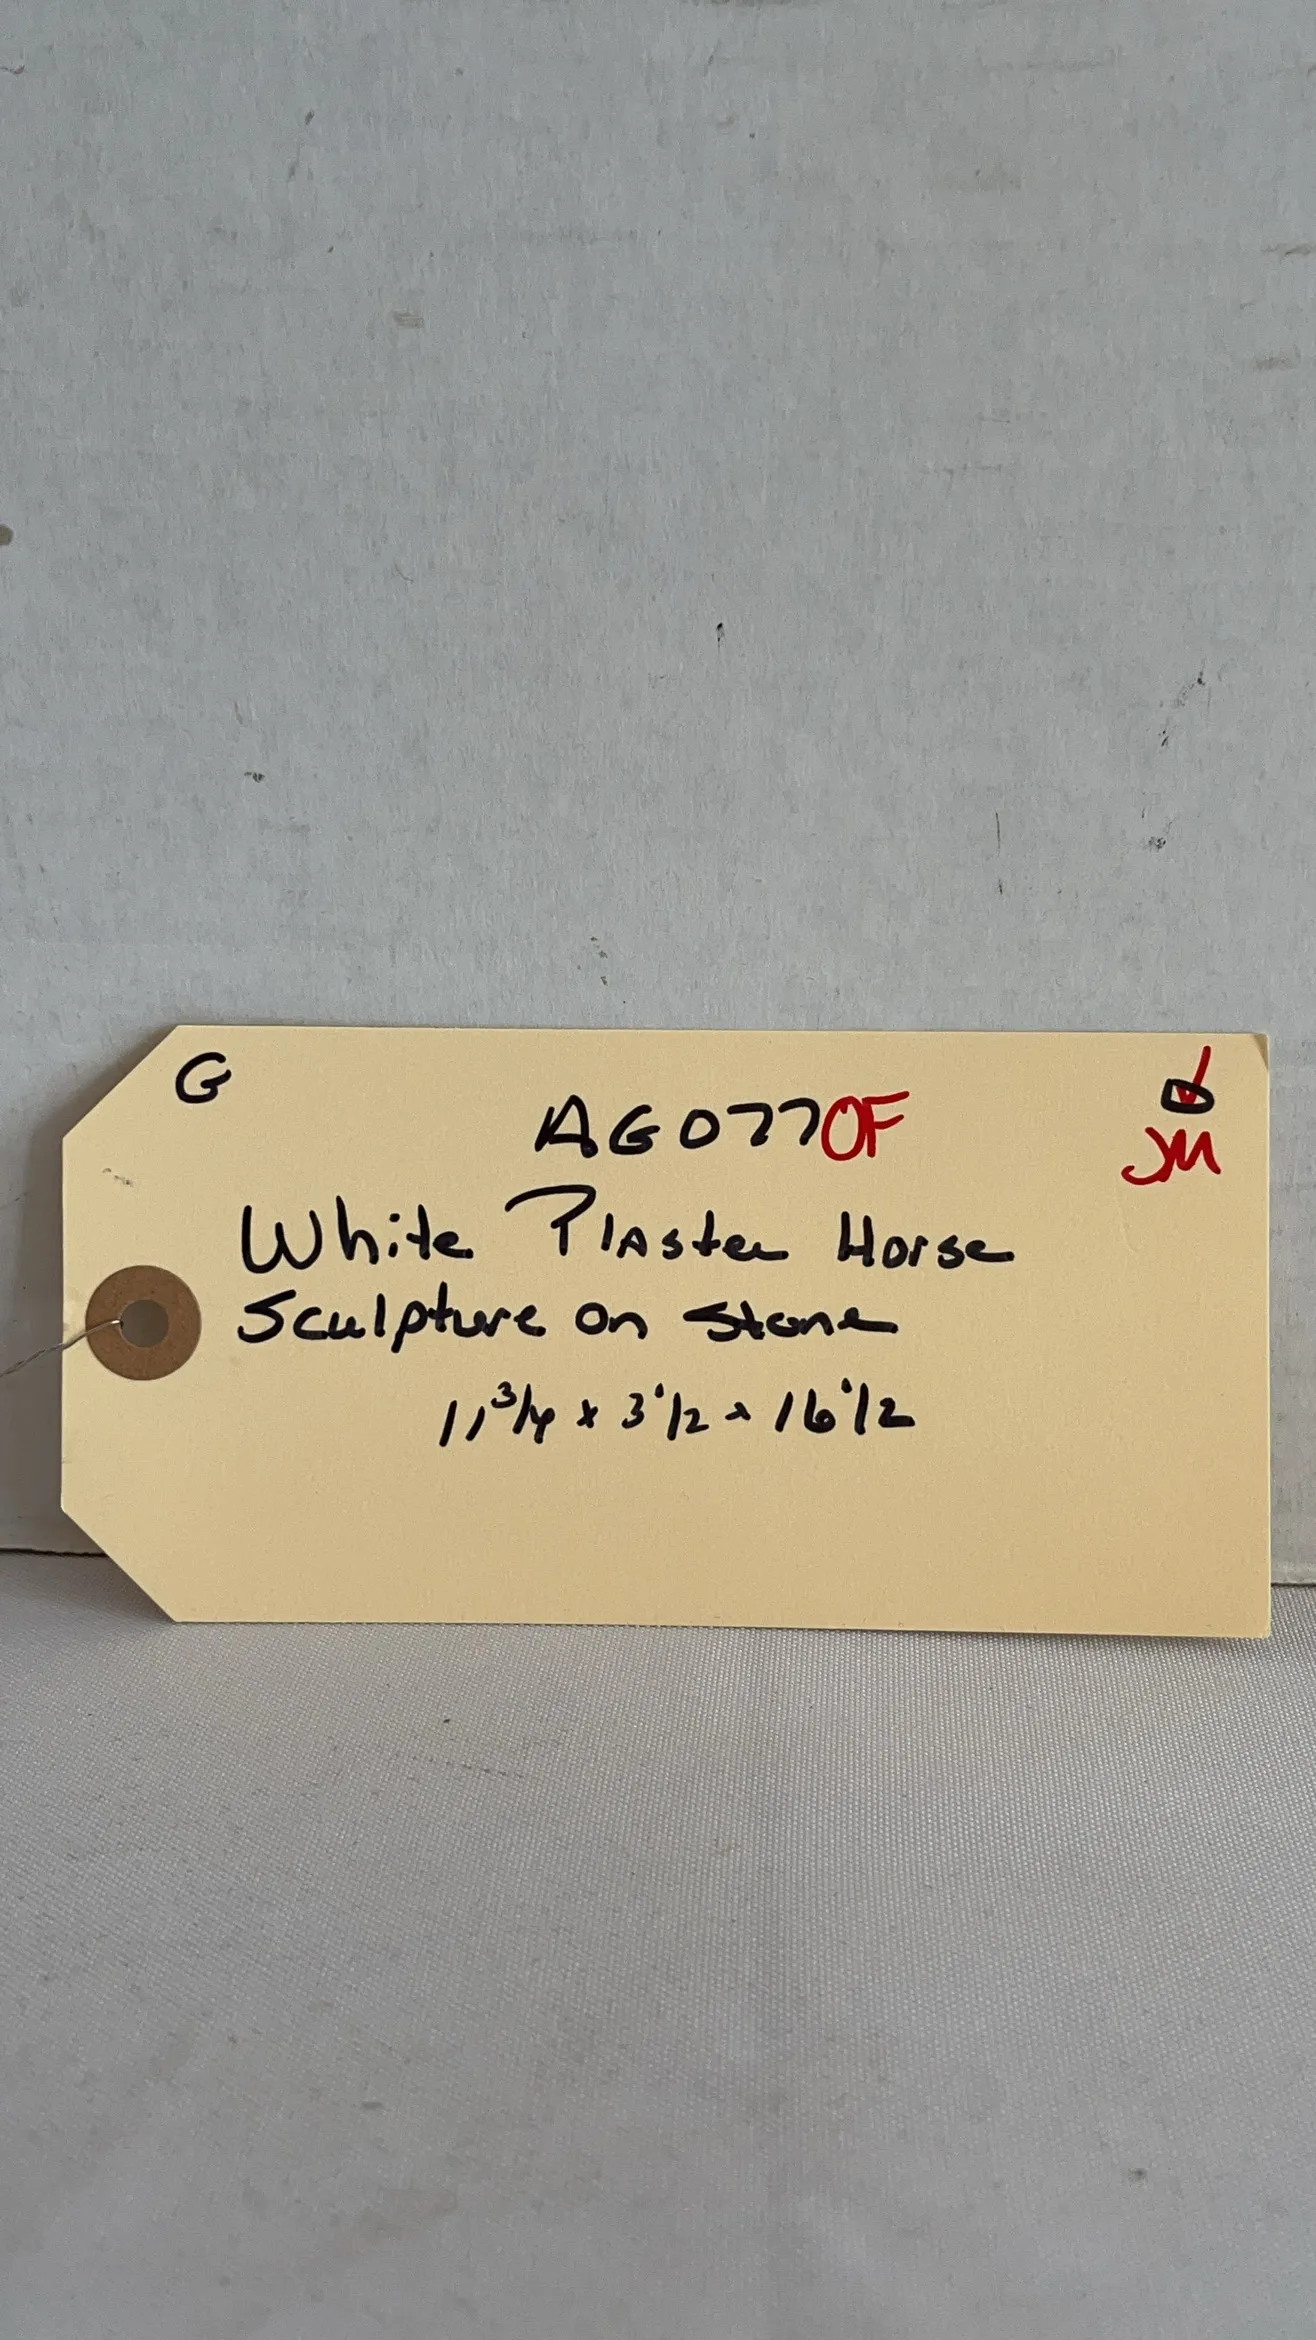 G
AG077OF
JM
White Plaster Horse
Sculpture on Stone
11 3/4 x 3 1/2 x 16 1/2